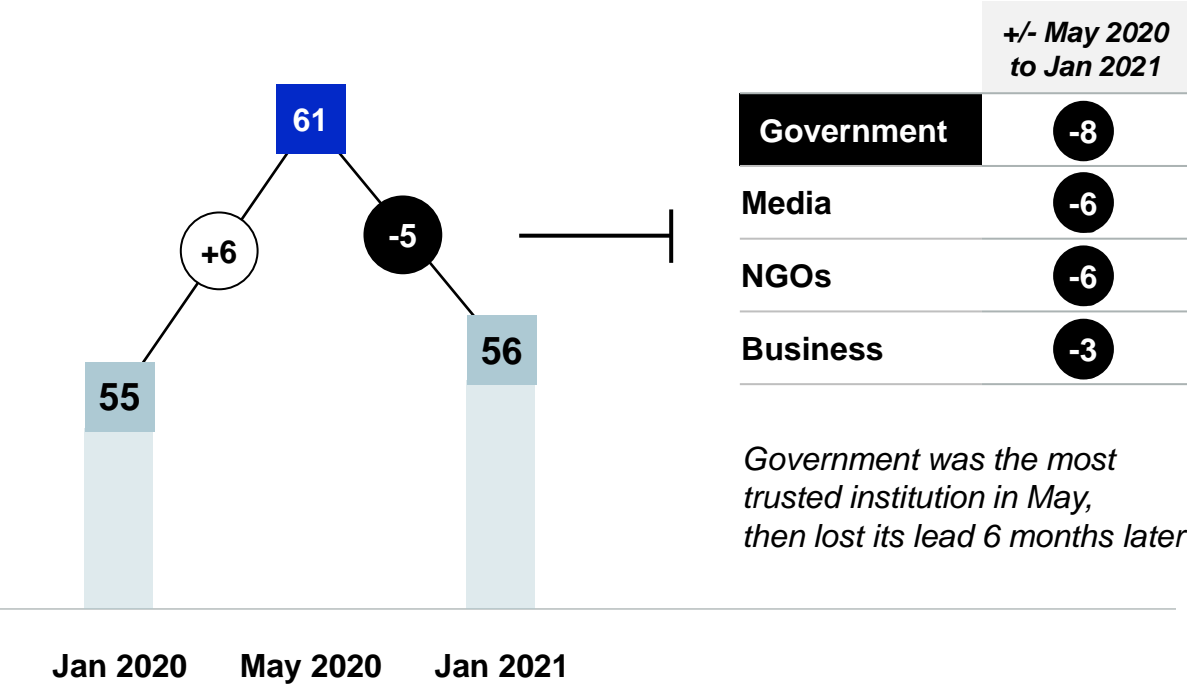 61
+6
-5
55
56
Jan 2020 May 2020 Jan 2021
+/- May 2020
to Jan 2021
Government -8
Media -6
NGOs -6
Business -3
Government was the most
trusted institution in May,
then lost its lead 6 months later